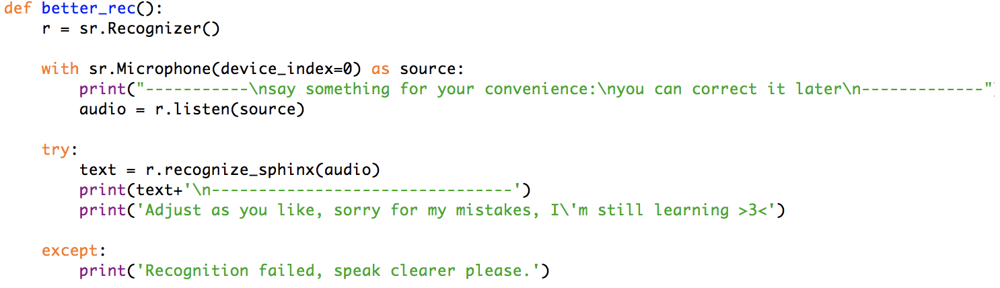 def better_rec():
    r = sr.Recognizer()

    with sr.Microphone(device_index=0) as source:
        print("-----------\nsay something for your convenience:\nyou can correct it later\n-------------")
        audio = r.listen(source)

    try:
        text = r.recognize_sphinx(audio)
        print(text+'\n--------------------------------')
        print('Adjust as you like, sorry for my mistakes, I\'m still learning >3<')

    except:
        print('Recognition failed, speak clearer please.')